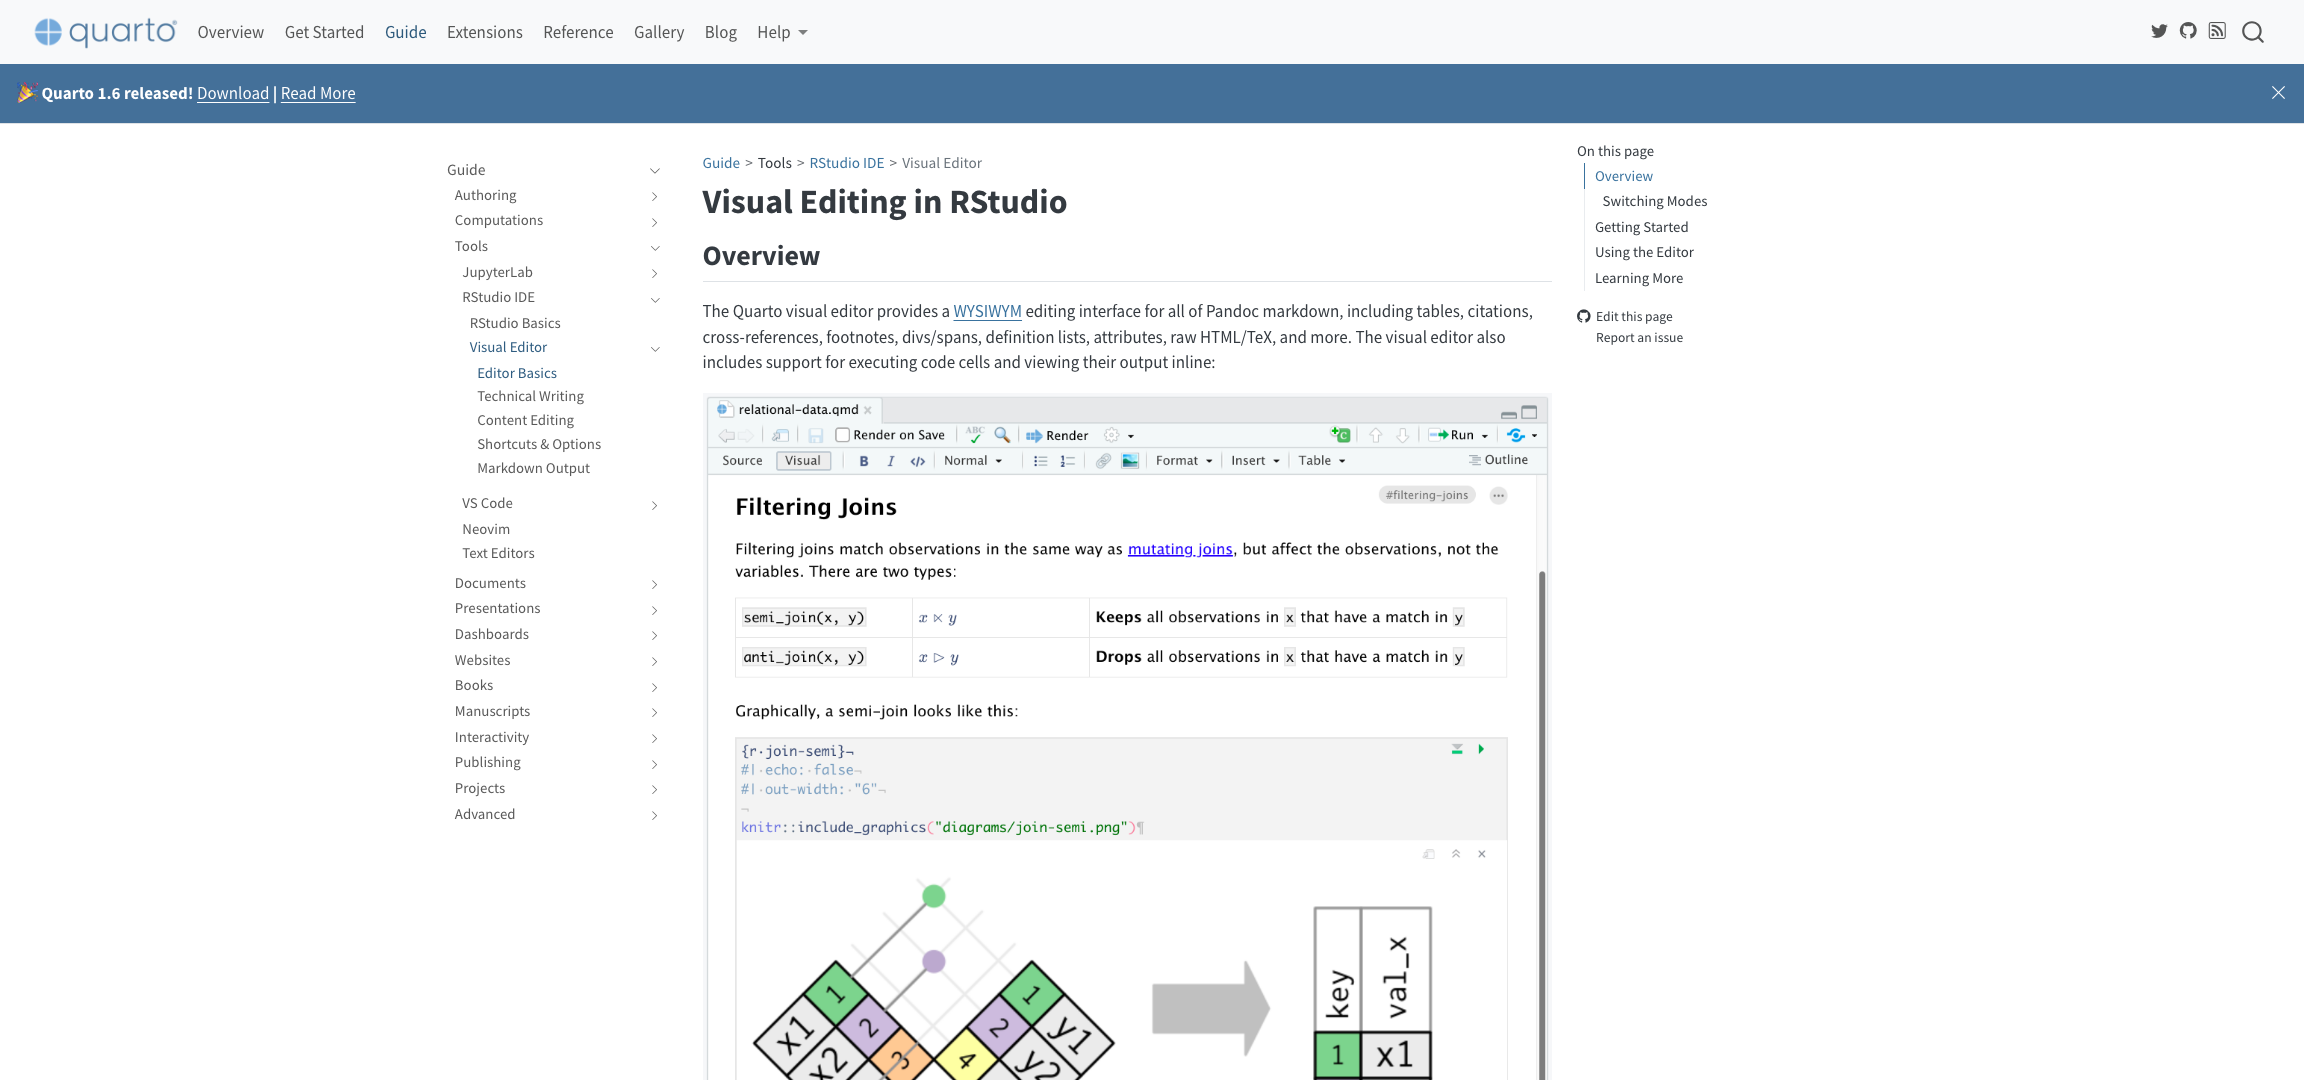 quarto
Overview
Get Started
Guide
Extensions
Reference
Gallery
Blog
Help
🎉 Quarto 1.6 released! Download | Read More
Guide
Authoring
Computations
Tools
JupyterLab
RStudio IDE
RStudio Basics
Visual Editor
Editor Basics
Technical Writing
Content Editing
Shortcuts & Options
Markdown Output
VS Code
Neovim
Text Editors
Documents
Presentations
Dashboards
Websites
Books
Manuscripts
Interactivity
Publishing
Projects
Advanced
Guide > Tools > RStudio IDE > Visual Editor
Visual Editing in RStudio
Overview
The Quarto visual editor provides a WYSIWYM editing interface for all of Pandoc markdown, including tables, citations,
cross-references, footnotes, divs/spans, definition lists, attributes, raw HTML/TeX, and more. The visual editor also
includes support for executing code cells and viewing their output inline:
relational-data.qmd
Render on Save
ABC
Render
Run
Source
Visual
B
I
</>
Normal
Format
Insert
Table
Outline
Filtering Joins
#filtering-joins
Filtering joins match observations in the same way as mutating joins, but affect the observations, not the
variables. There are two types:
semi_join(x, y)
x ⋉ y
Keeps all observations in x that have a match in y
anti_join(x, y)
x ▷ y
Drops all observations in x that have a match in y
Graphically, a semi-join looks like this:
{r·join-semi}¬
#|·echo:·false¬
#|·out-width:·"6"¬
¬
knitr::include_graphics("diagrams/join-semi.png")¶
1
2
3
x1
x2
1
2
4
y1
y2
key
val_x
1
x1
On this page
Overview
Switching Modes
Getting Started
Using the Editor
Learning More
Edit this page
Report an issue